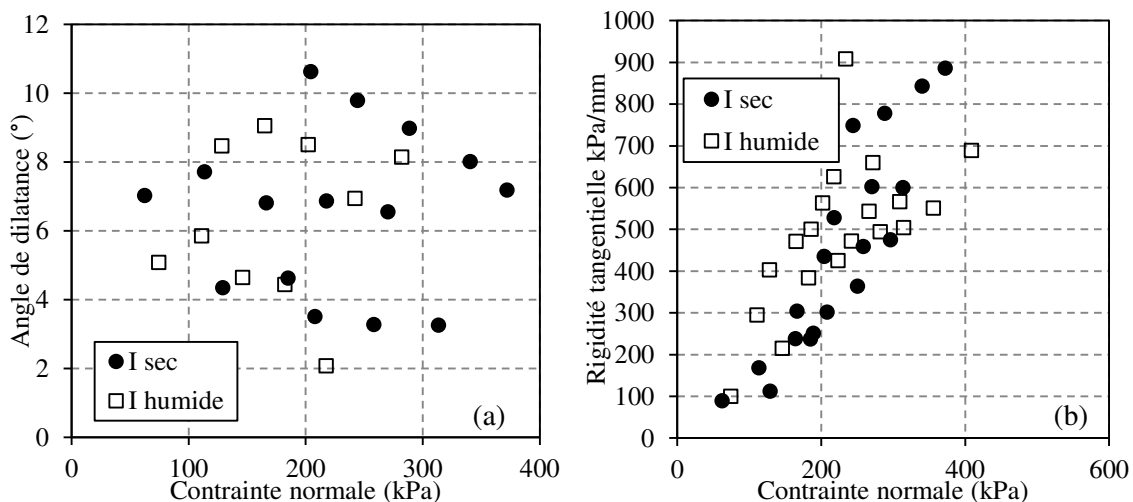 12
10
8
6
4
2
0
Angle de dilatance (°)
I sec
I humide
(a)
0 100 200 300 400
Contrainte normale (kPa)
1000
900
800
700
600
500
400
300
200
100
0
Rigidité tangentielle kPa/mm
I sec
I humide
(b)
0 200 400 600
Contrainte normale (kPa)